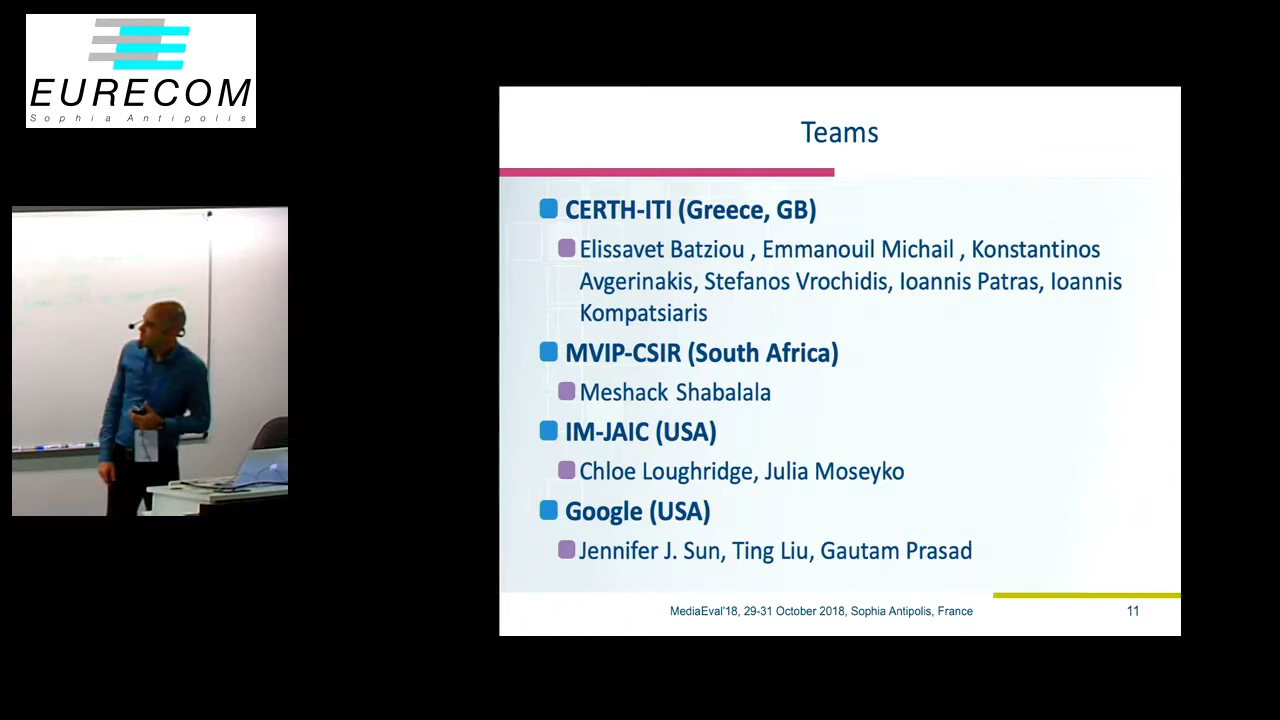 EURECOM
Sophia Antipolis
Teams
CERTH-ITI (Greece, GB)
Elissavet Batziou , Emmanouil Michail , Konstantinos
Avgerinakis, Stefanos Vrochidis, Ioannis Patras, Ioannis
Kompatsiaris
MVIP-CSIR (South Africa)
Meshack Shabalala
IM-JAIC (USA)
Chloe Loughridge, Julia Moseyko
Google (USA)
Jennifer J. Sun, Ting Liu, Gautam Prasad
MediaEval'18, 29-31 October 2018, Sophia Antipolis, France
11